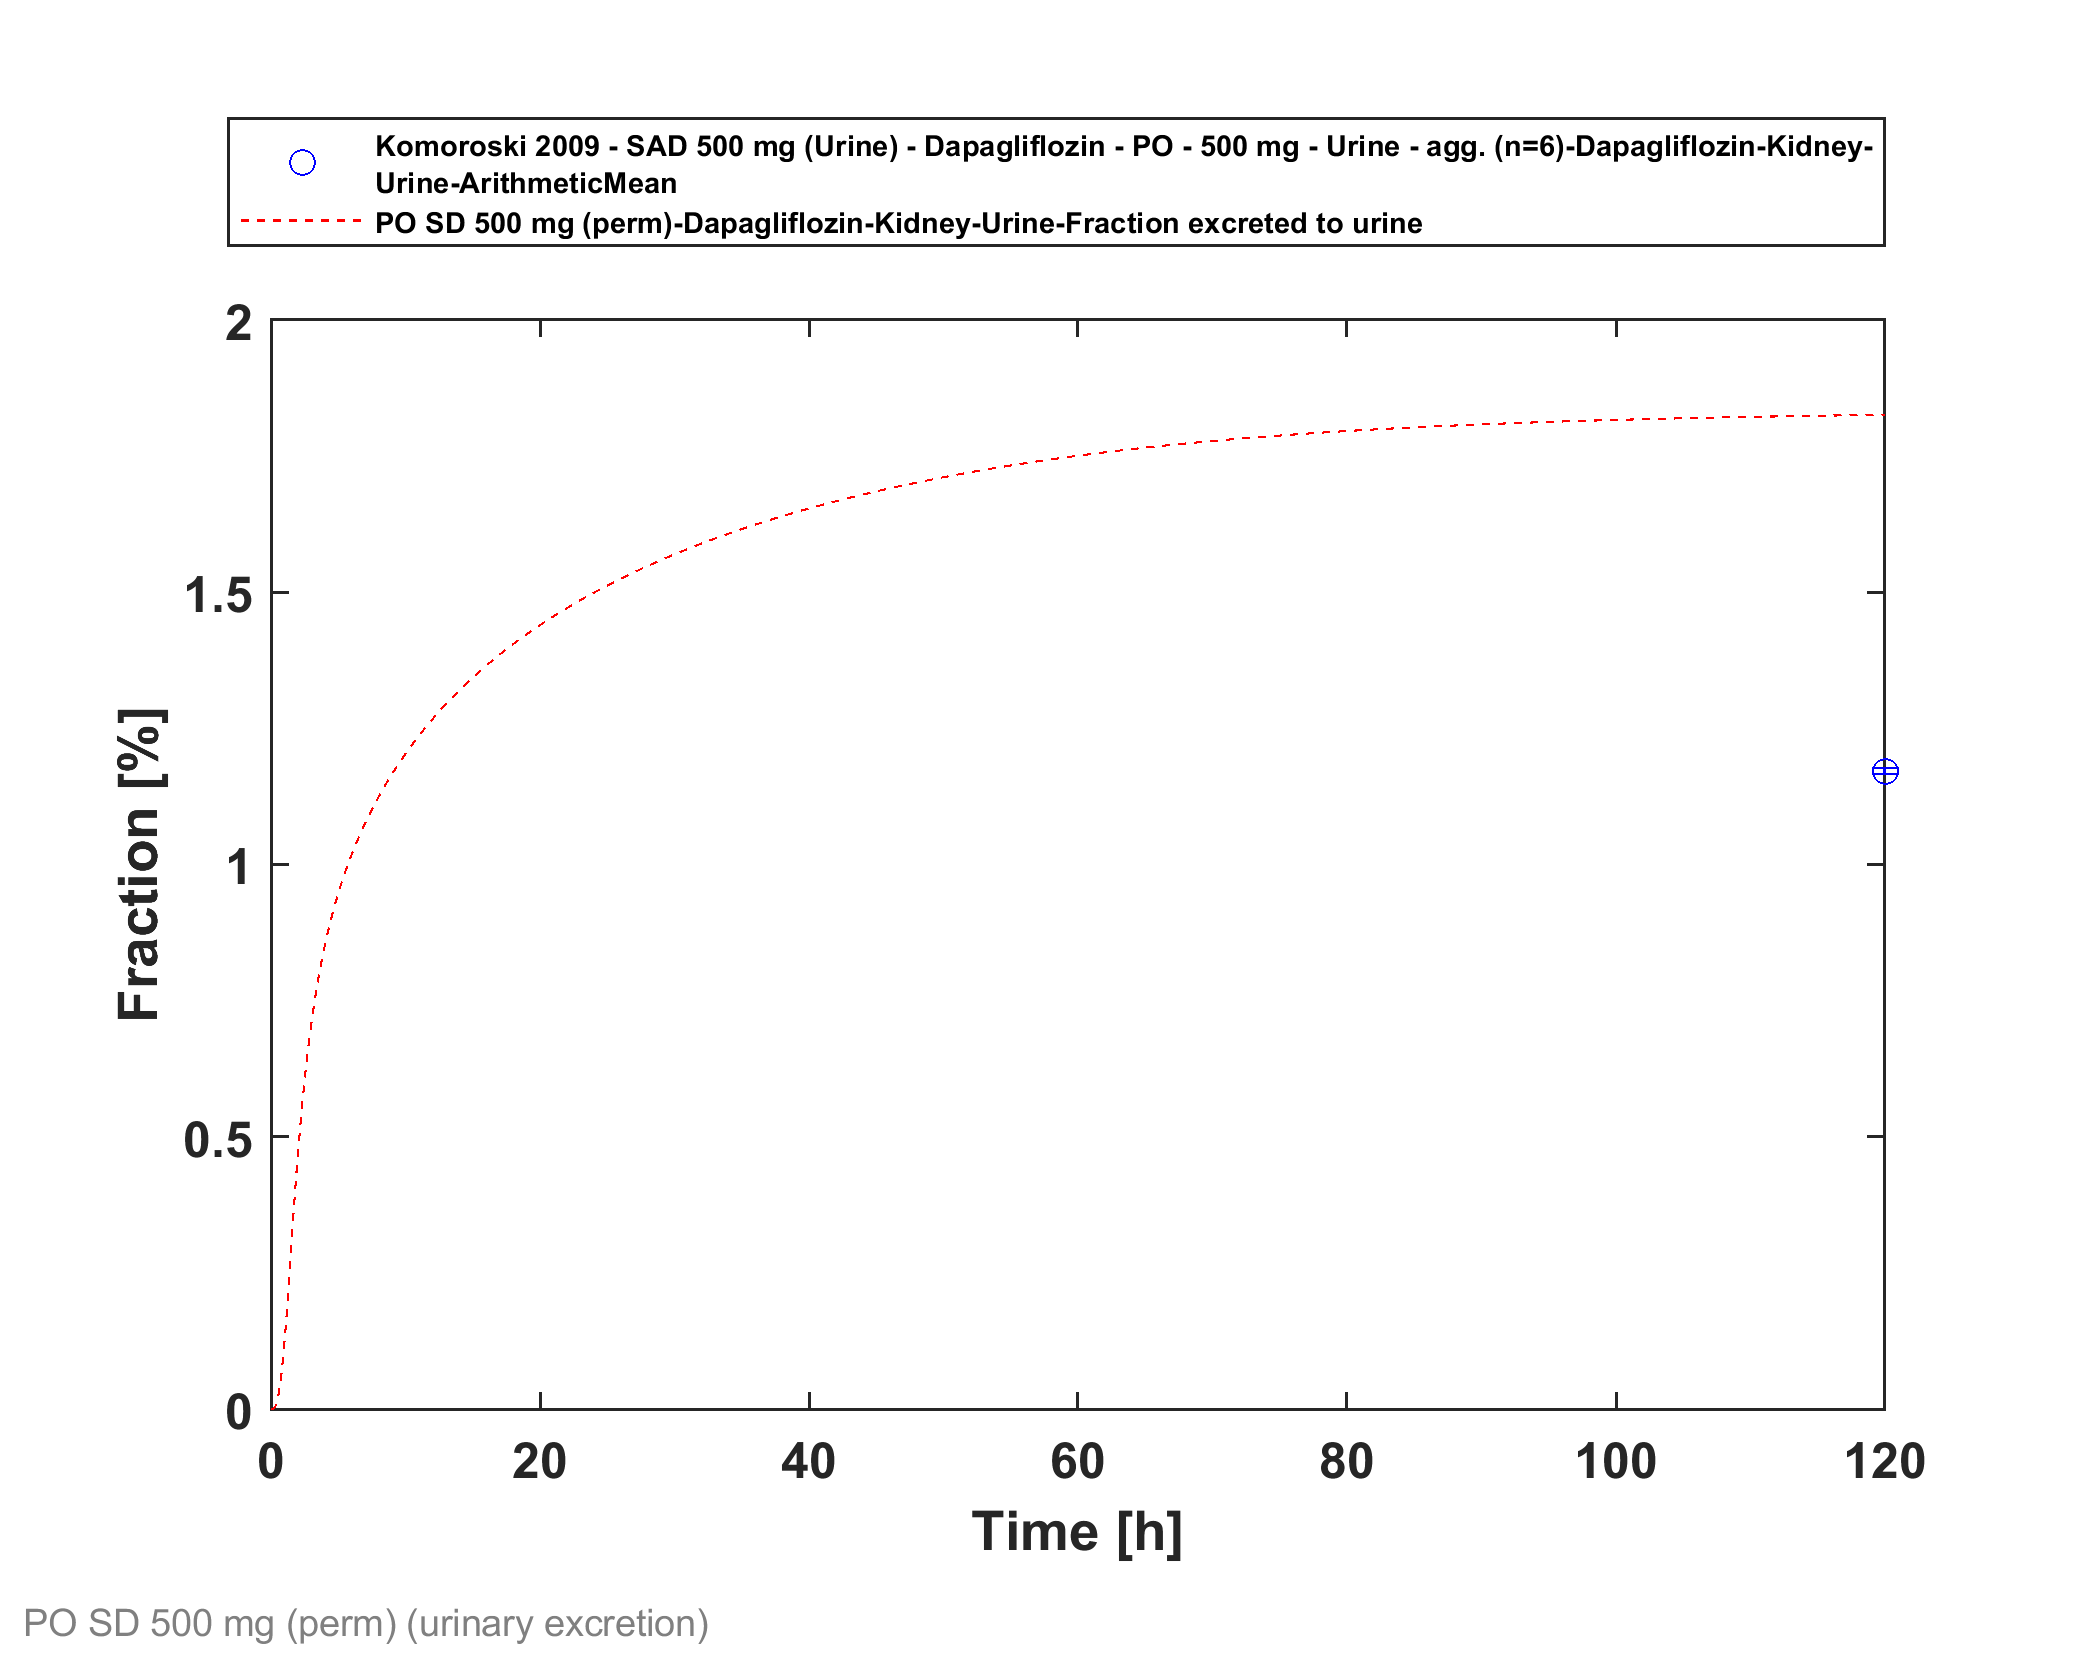 Komoroski 2009 - SAD 500 mg (Urine) - Dapagliflozin - PO - 500 mg - Urine - agg. (n=6)-Dapagliflozin-Kidney-
Urine-ArithmeticMean
PO SD 500 mg (perm)-Dapagliflozin-Kidney-Urine-Fraction excreted to urine
2
1.5
1
0.5
0
Fraction [%]
0 20 40 60 80 100 120
Time [h]
PO SD 500 mg (perm) (urinary excretion)